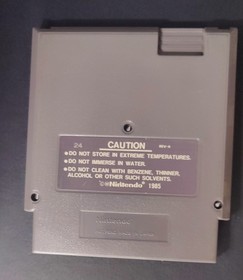 24 CAUTION REV-A
•DO NOT STORE IN EXTREME TEMPERATURES.
•DO NOT IMMERSE IN WATER.
•DO NOT CLEAN WITH BENZENE, THINNER,
ALCOHOL OR OTHER SUCH SOLVENTS.
Nintendo® 1985